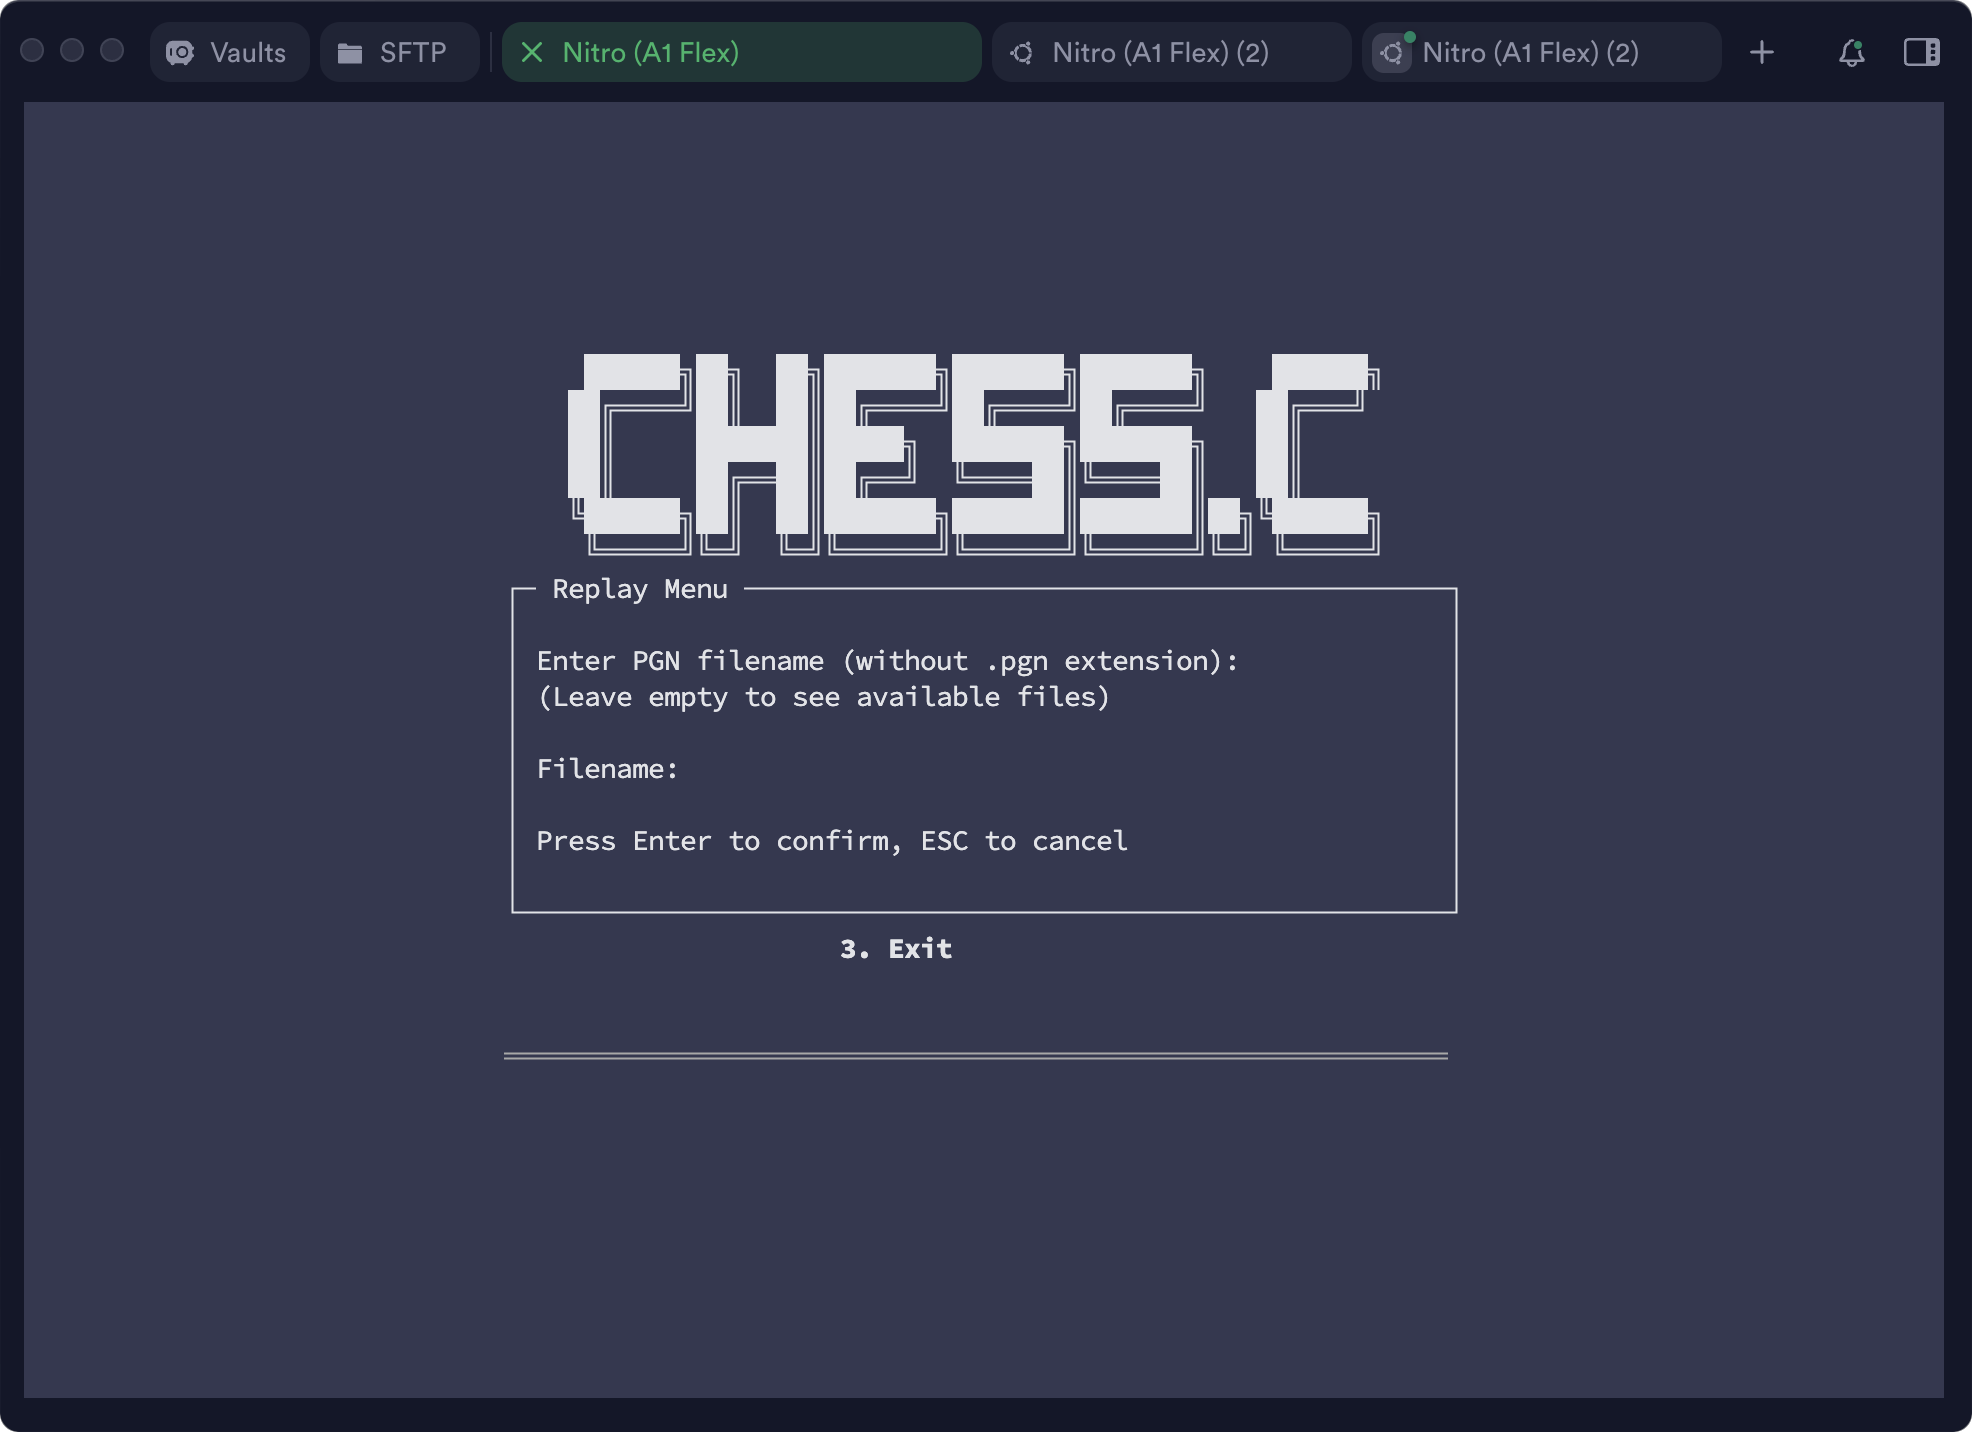 Vaults
SFTP
Nitro (A1 Flex)
Nitro (A1 Flex) (2)
Nitro (A1 Flex) (2)
CHESS.C
Replay Menu
Enter PGN filename (without .pgn extension):
(Leave empty to see available files)
Filename:
Press Enter to confirm, ESC to cancel
3. Exit